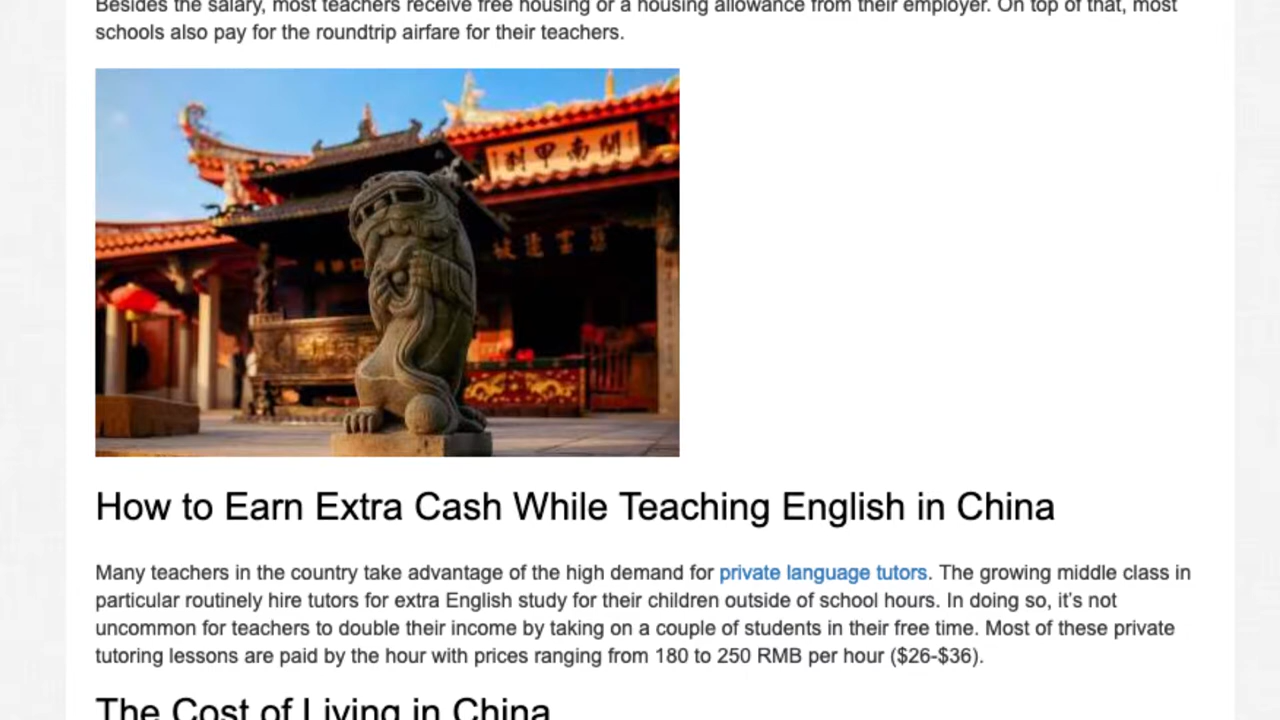 Besides the salary, most teachers receive free housing or a housing allowance from their employer. On top of that, most
schools also pay for the roundtrip airfare for their teachers.
刹甲南閩
How to Earn Extra Cash While Teaching English in China
Many teachers in the country take advantage of the high demand for private language tutors. The growing middle class in
particular routinely hire tutors for extra English study for their children outside of school hours. In doing so, it's not
uncommon for teachers to double their income by taking on a couple of students in their free time. Most of these private
tutoring lessons are paid by the hour with prices ranging from 180 to 250 RMB per hour ($26-$36).
The Cost of Living in China